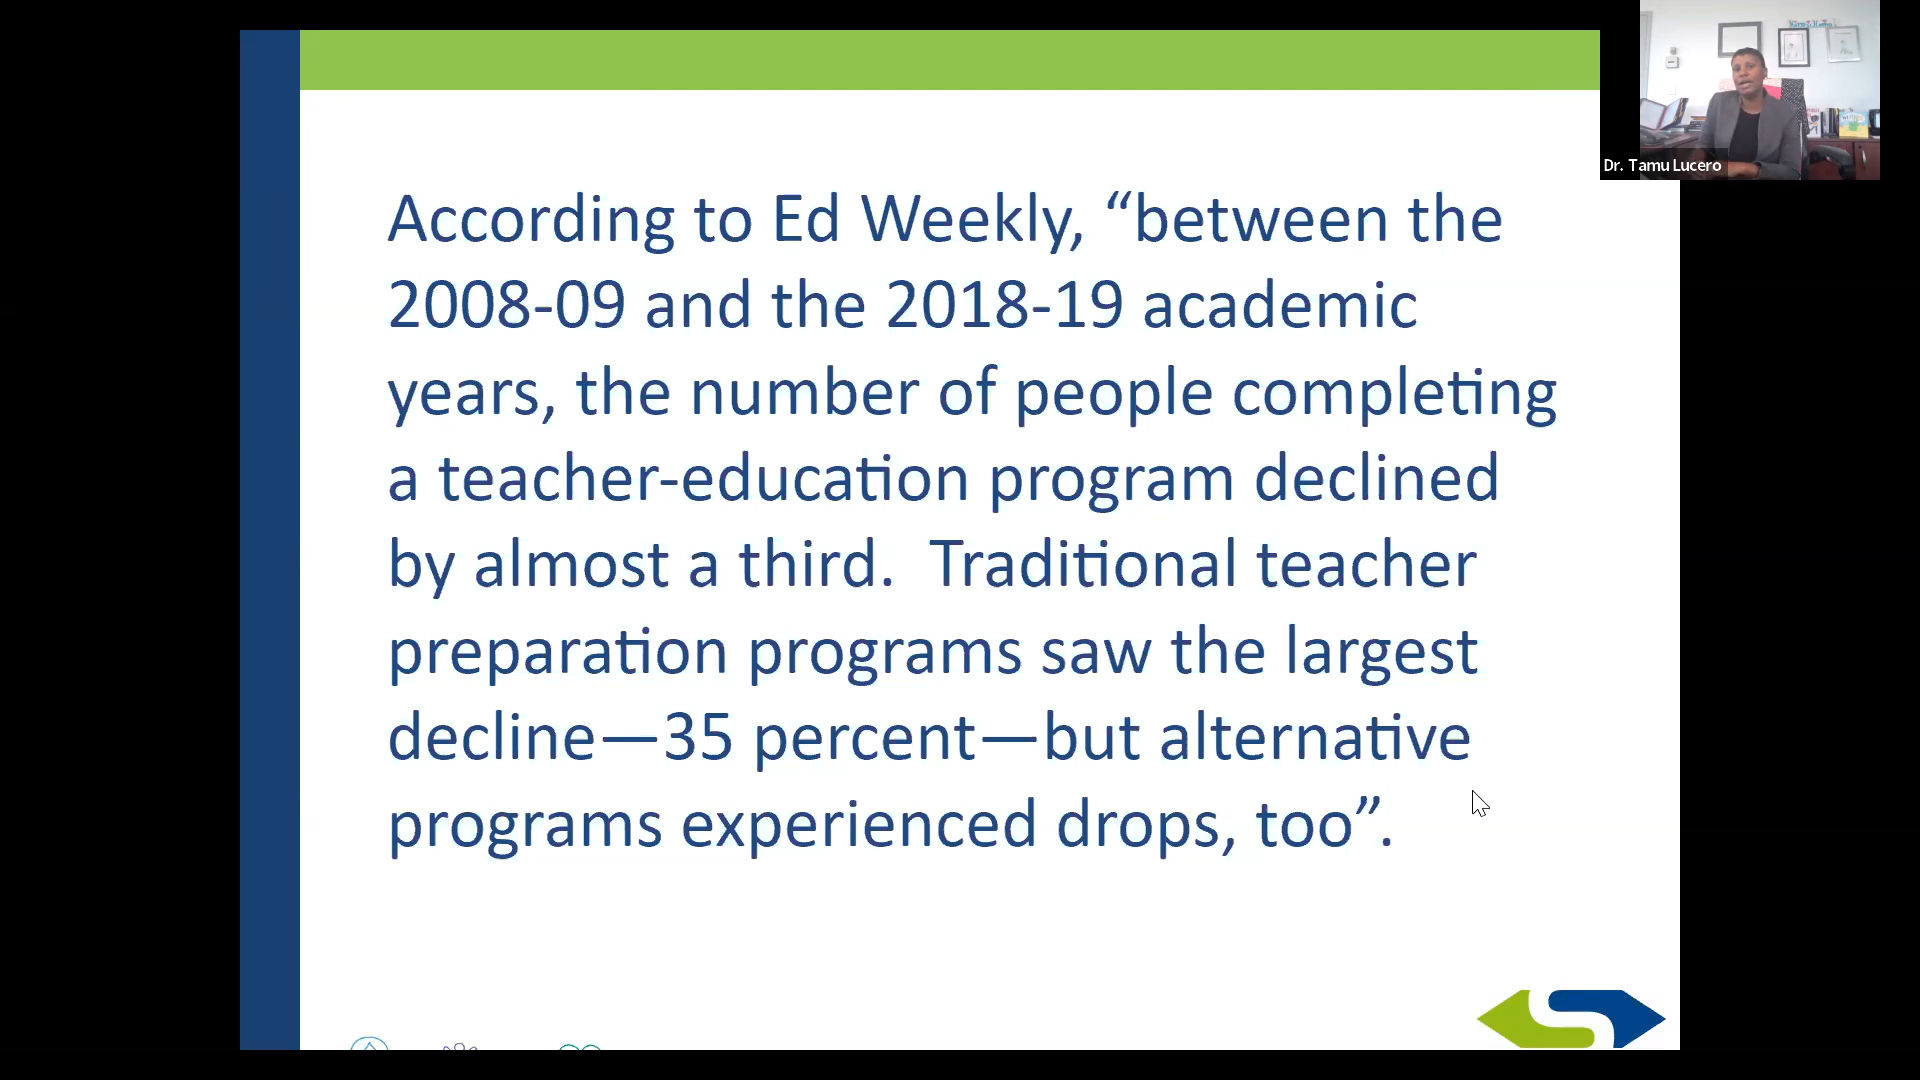 According to Ed Weekly, “between the
2008-09 and the 2018-19 academic
years, the number of people completing
a teacher-education program declined
by almost a third.  Traditional teacher
preparation programs saw the largest
decline—35 percent—but alternative
programs experienced drops, too”.
Dr. Tamu Lucero